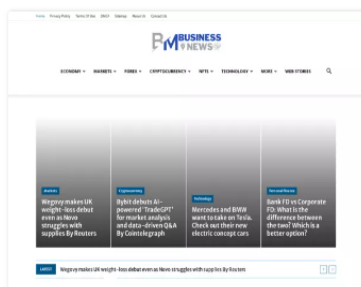 Home Privacy Policy Terms Of Use DMCA Sitemap About Us Contact Us
BM BUSINESS
NEWS
ECONOMY MARKETS FOREX CRYPTOCURRENCY NFTS TECHNOLOGY MORE WEB STORIES
Markets
Wegovy makes UK
weight-loss debut
even as Novo
struggles with
supplies By Reuters
Cryptocurrency
Bybit debuts AI-
powered 'TradeGPT'
for market analysis
and data-driven Q&A
By Cointelegraph
Technology
Mercedes and BMW
want to take on Tesla.
Check out their new
electric concept cars
Personal Finance
Bank FD vs Corporate
FD: What is the
difference between
the two? Which is a
better option?
LATEST Wegovy makes UK weight-loss debut even as Novo struggles with supplies By Reuters